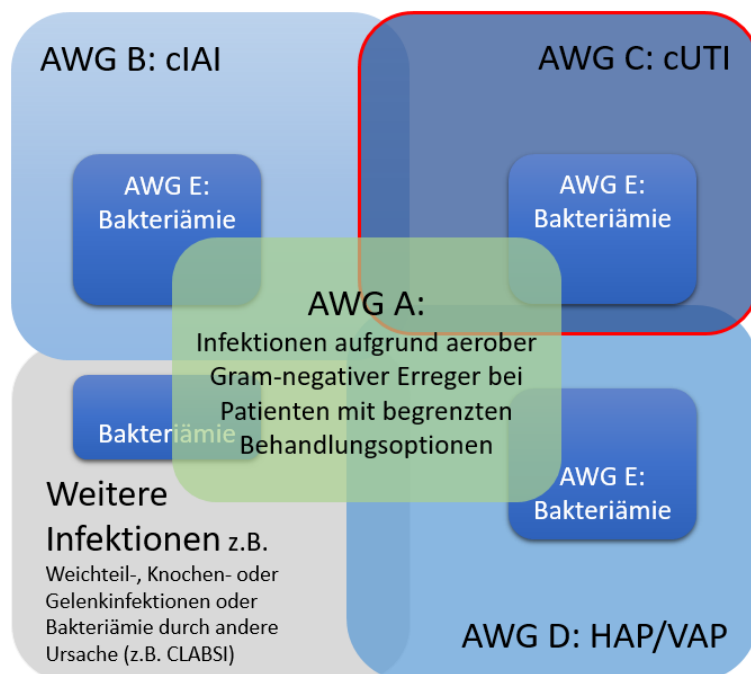 AWG B: cIAI
AWG C: cUTI
AWG E:
Bakteriämie
AWG E:
Bakteriämie
AWG A:
Infektionen aufgrund aerober
Gram-negativer Erreger bei
Patienten mit begrenzten
Behandlungsoptionen
Bakteriämie
AWG E:
Bakteriämie
Weitere
Infektionen z.B.
Weichteil-, Knochen- oder
Gelenkinfektionen oder
Bakteriämie durch andere
Ursache (z.B. CLABSI)
AWG D: HAP/VAP